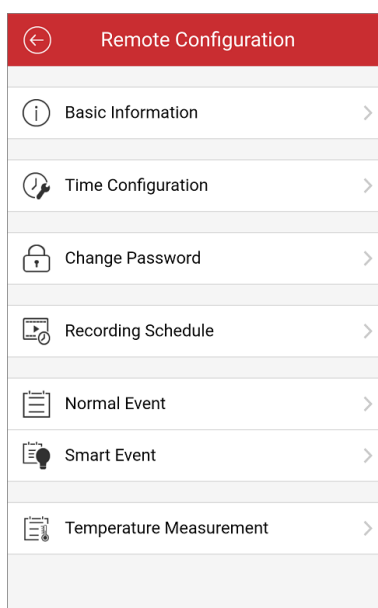 Remote Configuration
Basic Information
Time Configuration
Change Password
Recording Schedule
Normal Event
Smart Event
Temperature Measurement